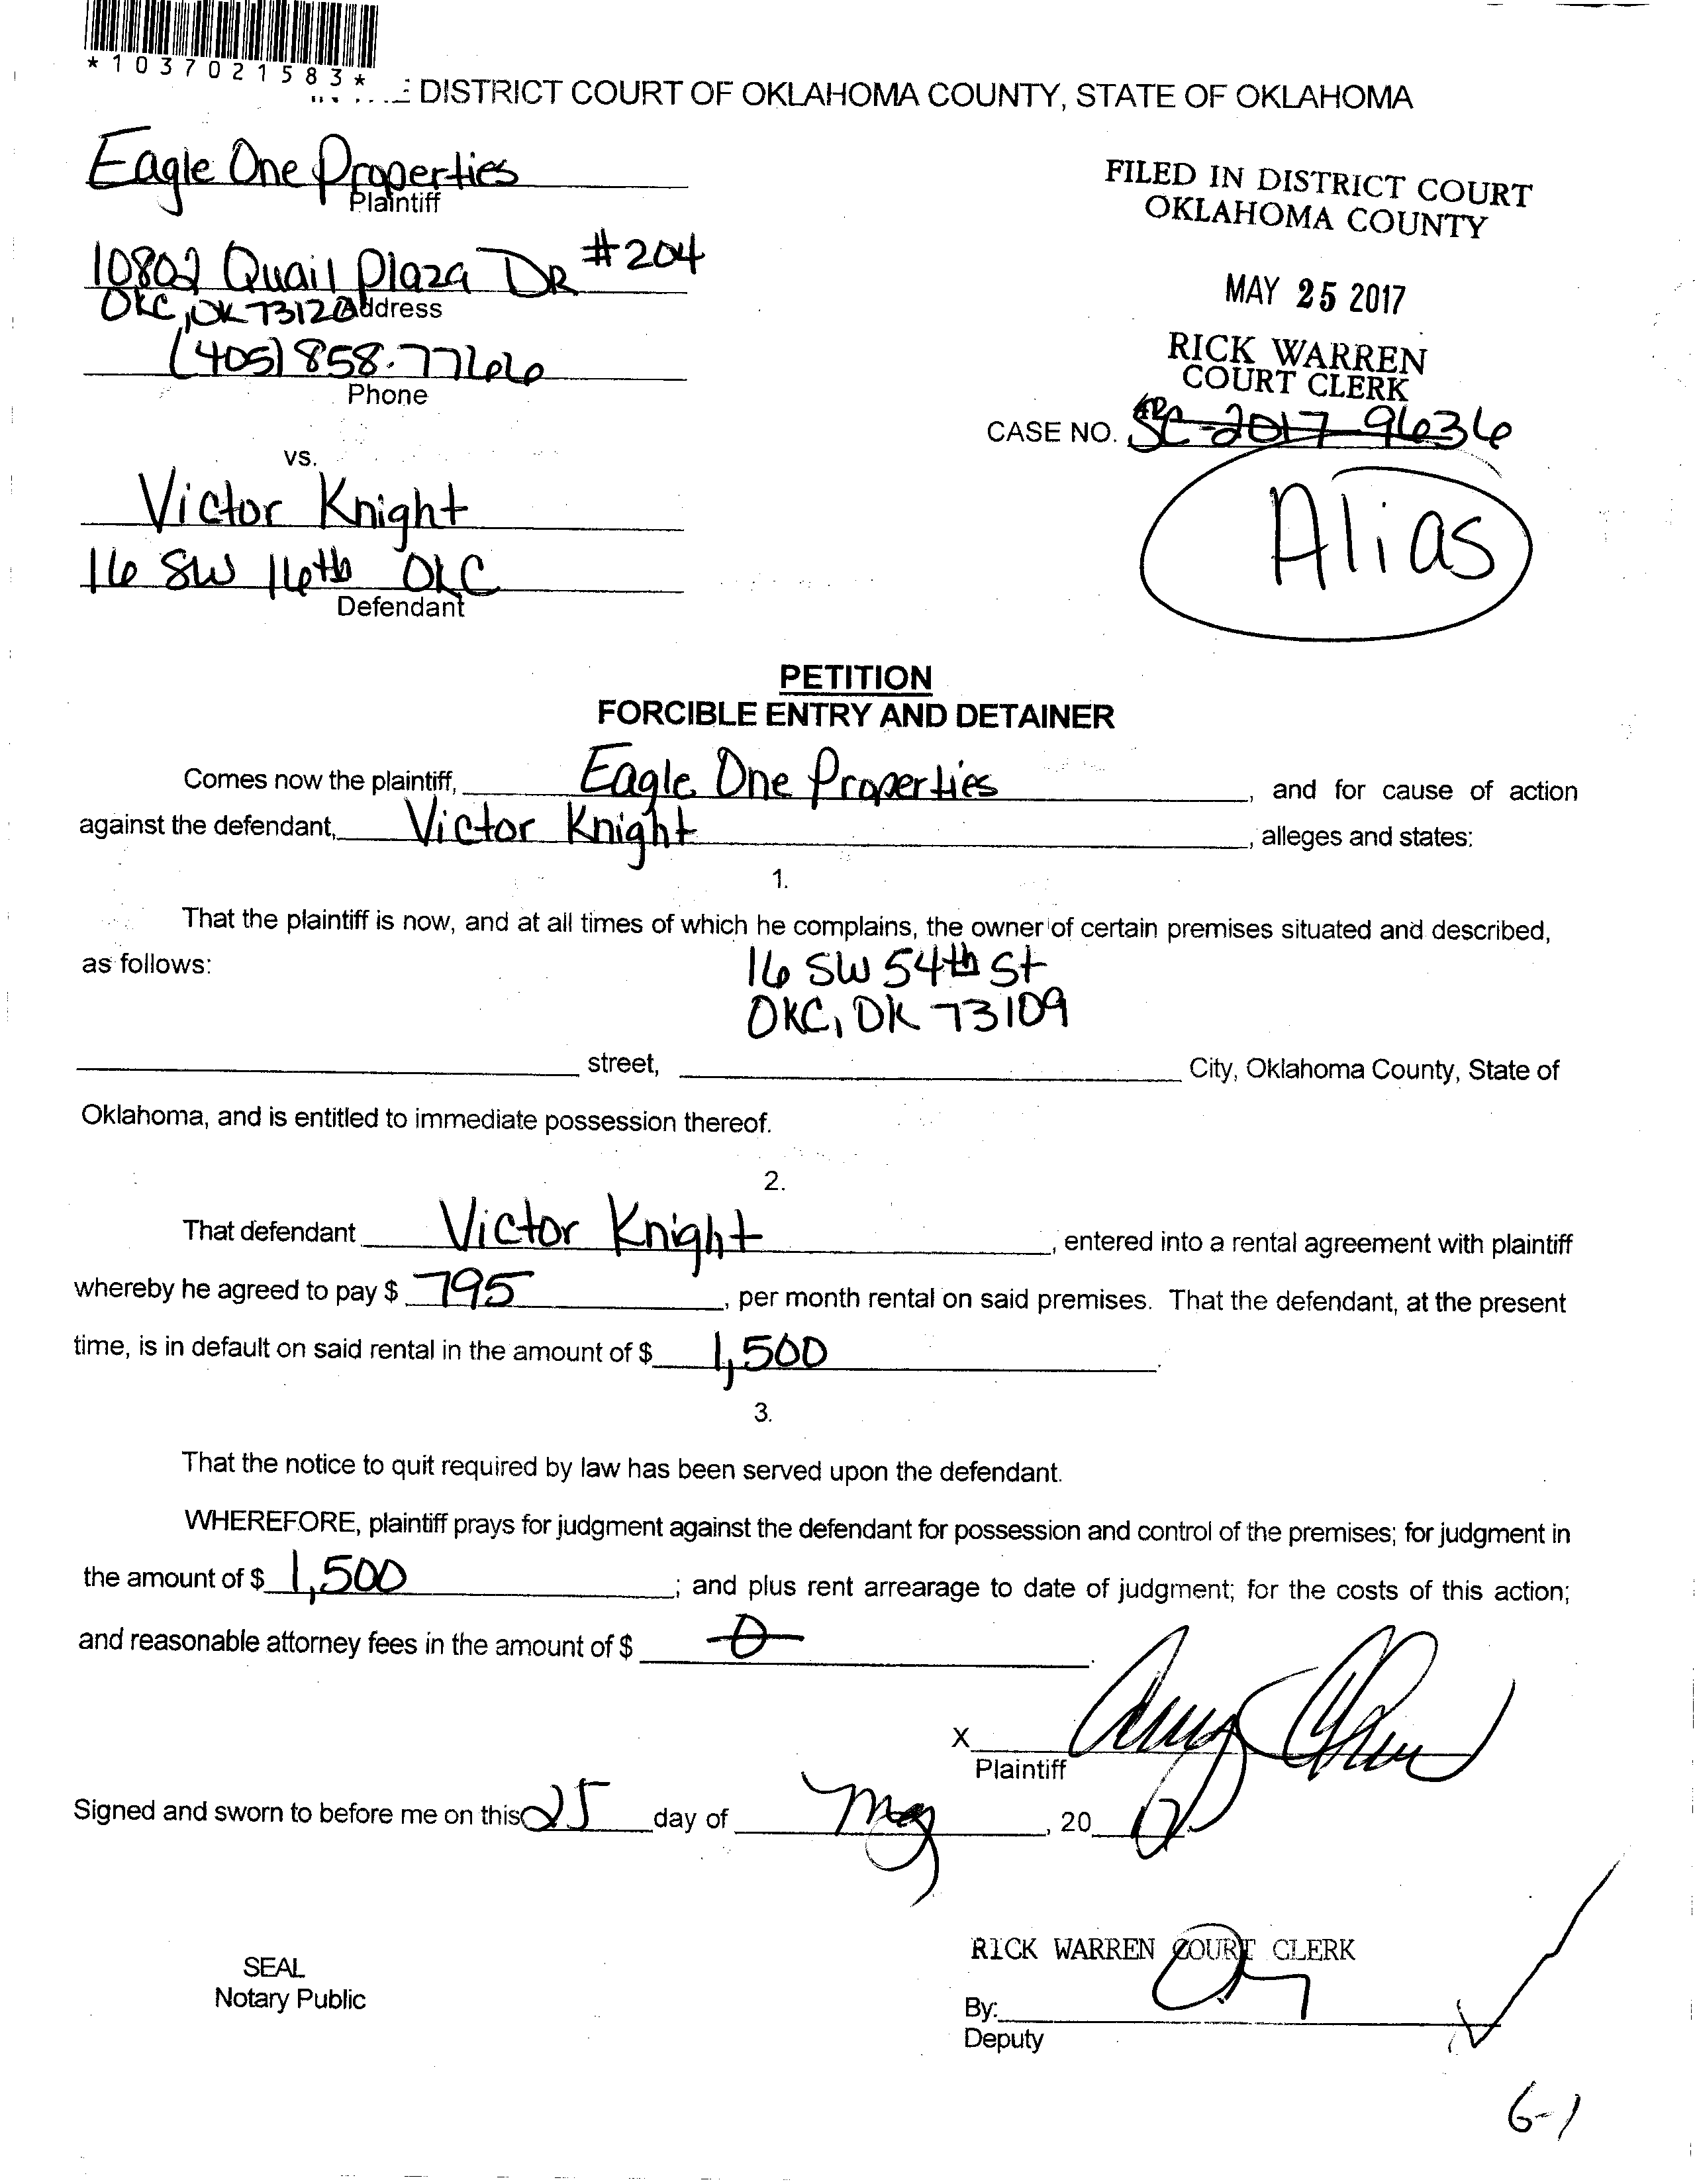 *1037021583*
DISTRICT COURT OF OKLAHOMA COUNTY, STATE OF OKLAHOMA
Eagle One Properties
Plaintiff
10802 Quail Plaza DR #204
OKC, OK 73120 Address
(405) 858-7766
Phone
FILED IN DISTRICT COURT
OKLAHOMA COUNTY
MAY 25 2017
RICK WARREN
COURT CLERK
CASE NO. SC-2017-9636
Alias
vs.
Victor Knight
16 SW 16th OKC
Defendant
PETITION
FORCIBLE ENTRY AND DETAINER
Comes now the plaintiff, Eagle One Properties, and for cause of action
against the defendant, Victor Knight, alleges and states:
1.
That the plaintiff is now, and at all times of which he complains, the owner of certain premises situated and described,
as follows:
16 SW 54th St
OKC, OK 73109
street, City, Oklahoma County, State of
Oklahoma, and is entitled to immediate possession thereof.
2.
That defendant Victor Knight, entered into a rental agreement with plaintiff
whereby he agreed to pay $ 795, per month rental on said premises. That the defendant, at the present
time, is in default on said rental in the amount of $ 1,500.
3.
That the notice to quit required by law has been served upon the defendant.
WHEREFORE, plaintiff prays for judgment against the defendant for possession and control of the premises; for judgment in
the amount of $ 1,500; and plus rent arrearage to date of judgment; for the costs of this action;
and reasonable attorney fees in the amount of $ 0.
X
Plaintiff
Signed and sworn to before me on this 25 day of May, 2017
RICK WARREN COURT CLERK
SEAL
Notary Public
By:
Deputy
6-1